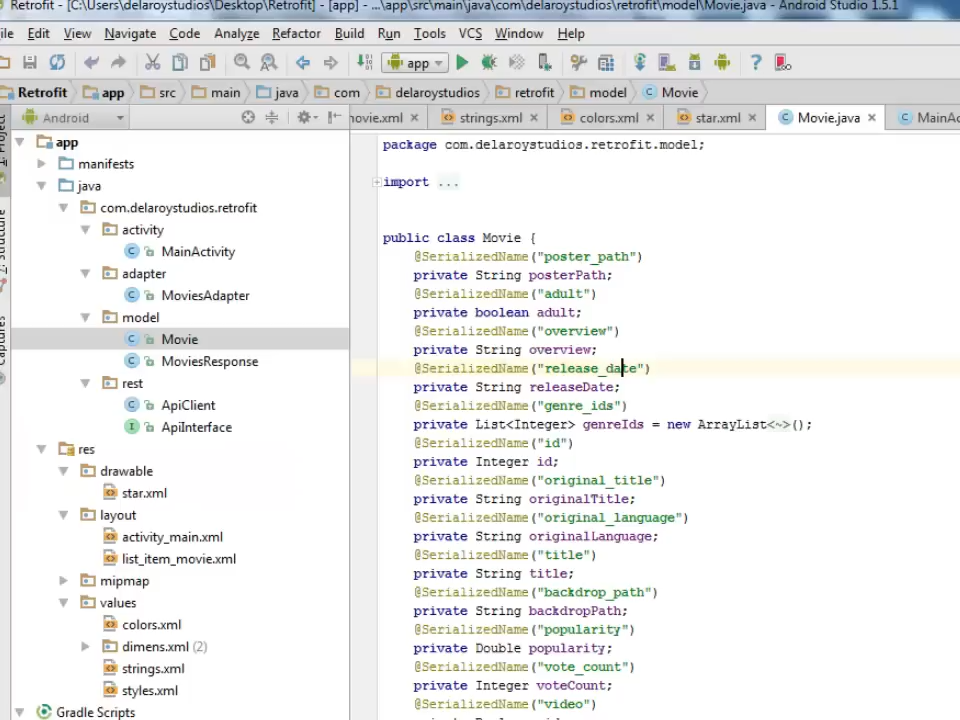 Retrofit - [C:\Users\delaroystudios\Desktop\Retrofit] - [app] - ...\app\src\main\java\com\delaroystudios\retrofit\model\Movie.java - Android Studio 1.5.1
ile Edit View Navigate Code Analyze Refactor Build Run Tools VCS Window Help
app
Retrofit app src main java com delaroystudios retrofit model Movie
Android
novie.xml strings.xml colors.xml star.xml Movie.java MainAc
1: Project
Structure
Captures
app
manifests
java
com.delaroystudios.retrofit
activity
MainActivity
adapter
MoviesAdapter
model
Movie
MoviesResponse
rest
ApiClient
ApiInterface
res
drawable
star.xml
layout
activity_main.xml
list_item_movie.xml
mipmap
values
colors.xml
dimens.xml (2)
strings.xml
styles.xml
Gradle Scripts
package com.delaroystudios.retrofit.model;
import ...
public class Movie {
@SerializedName("poster_path")
private String posterPath;
@SerializedName("adult")
private boolean adult;
@SerializedName("overview")
private String overview;
@SerializedName("release_date")
private String releaseDate;
@SerializedName("genre_ids")
private List<Integer> genreIds = new ArrayList<~>();
@SerializedName("id")
private Integer id;
@SerializedName("original_title")
private String originalTitle;
@SerializedName("original_language")
private String originalLanguage;
@SerializedName("title")
private String title;
@SerializedName("backdrop_path")
private String backdropPath;
@SerializedName("popularity")
private Double popularity;
@SerializedName("vote_count")
private Integer voteCount;
@SerializedName("video")